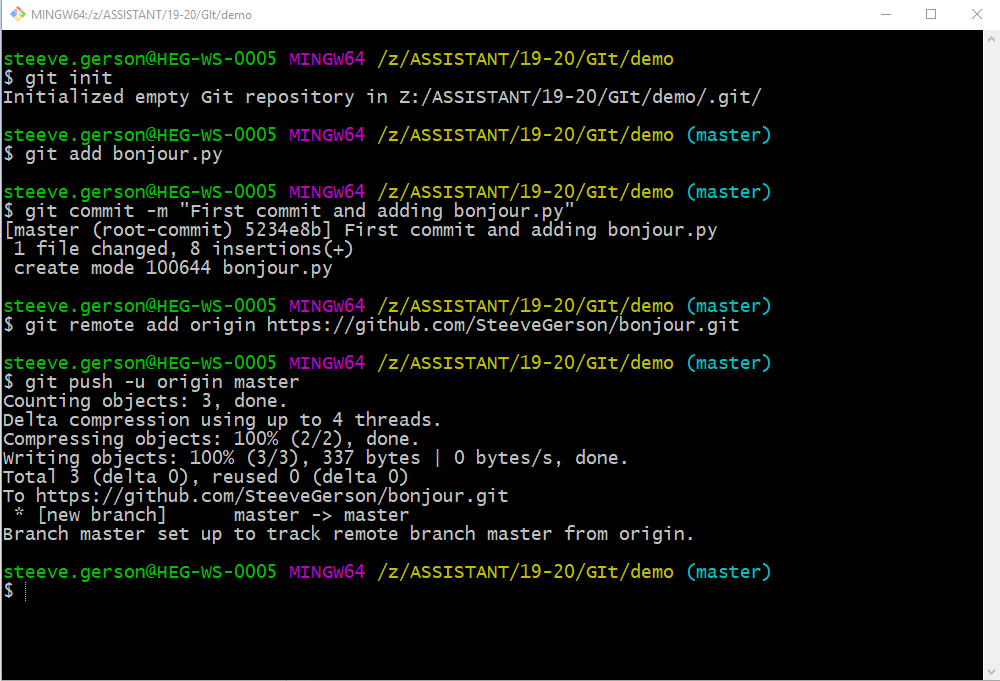 MINGW64:/z/ASSISTANT/19-20/GIt/demo
steeve.gerson@HEG-WS-0005 MINGW64 /z/ASSISTANT/19-20/GIt/demo
$ git init
Initialized empty Git repository in Z:/ASSISTANT/19-20/GIt/demo/.git/
steeve.gerson@HEG-WS-0005 MINGW64 /z/ASSISTANT/19-20/GIt/demo (master)
$ git add bonjour.py
steeve.gerson@HEG-WS-0005 MINGW64 /z/ASSISTANT/19-20/GIt/demo (master)
$ git commit -m "First commit and adding bonjour.py"
[master (root-commit) 5234e8b] First commit and adding bonjour.py
 1 file changed, 8 insertions(+)
 create mode 100644 bonjour.py
steeve.gerson@HEG-WS-0005 MINGW64 /z/ASSISTANT/19-20/GIt/demo (master)
$ git remote add origin https://github.com/SteeveGerson/bonjour.git
steeve.gerson@HEG-WS-0005 MINGW64 /z/ASSISTANT/19-20/GIt/demo (master)
$ git push -u origin master
Counting objects: 3, done.
Delta compression using up to 4 threads.
Compressing objects: 100% (2/2), done.
Writing objects: 100% (3/3), 337 bytes | 0 bytes/s, done.
Total 3 (delta 0), reused 0 (delta 0)
To https://github.com/SteeveGerson/bonjour.git
 * [new branch]      master -> master
Branch master set up to track remote branch master from origin.
steeve.gerson@HEG-WS-0005 MINGW64 /z/ASSISTANT/19-20/GIt/demo (master)
$